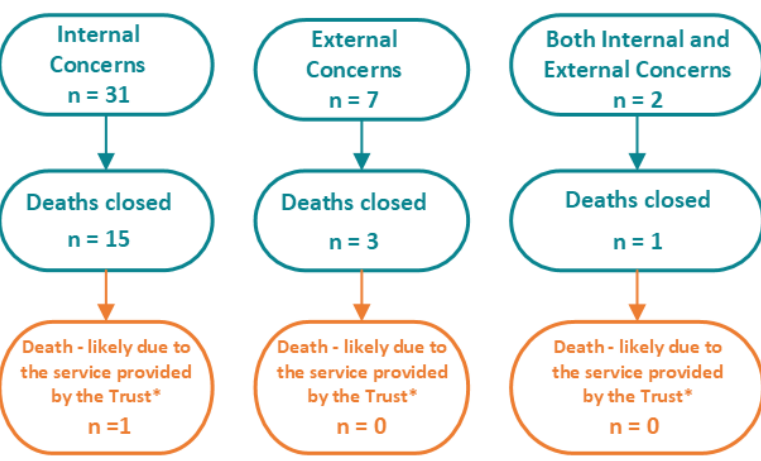 Internal
Concerns
n = 31
External
Concerns
n = 7
Both Internal and
External Concerns
n = 2
Deaths closed
n = 15
Deaths closed
n = 3
Deaths closed
n = 1
Death - likely due to
the service provided
by the Trust*
n =1
Death - likely due to
the service provided
by the Trust*
n = 0
Death - likely due to
the service provided
by the Trust*
n = 0